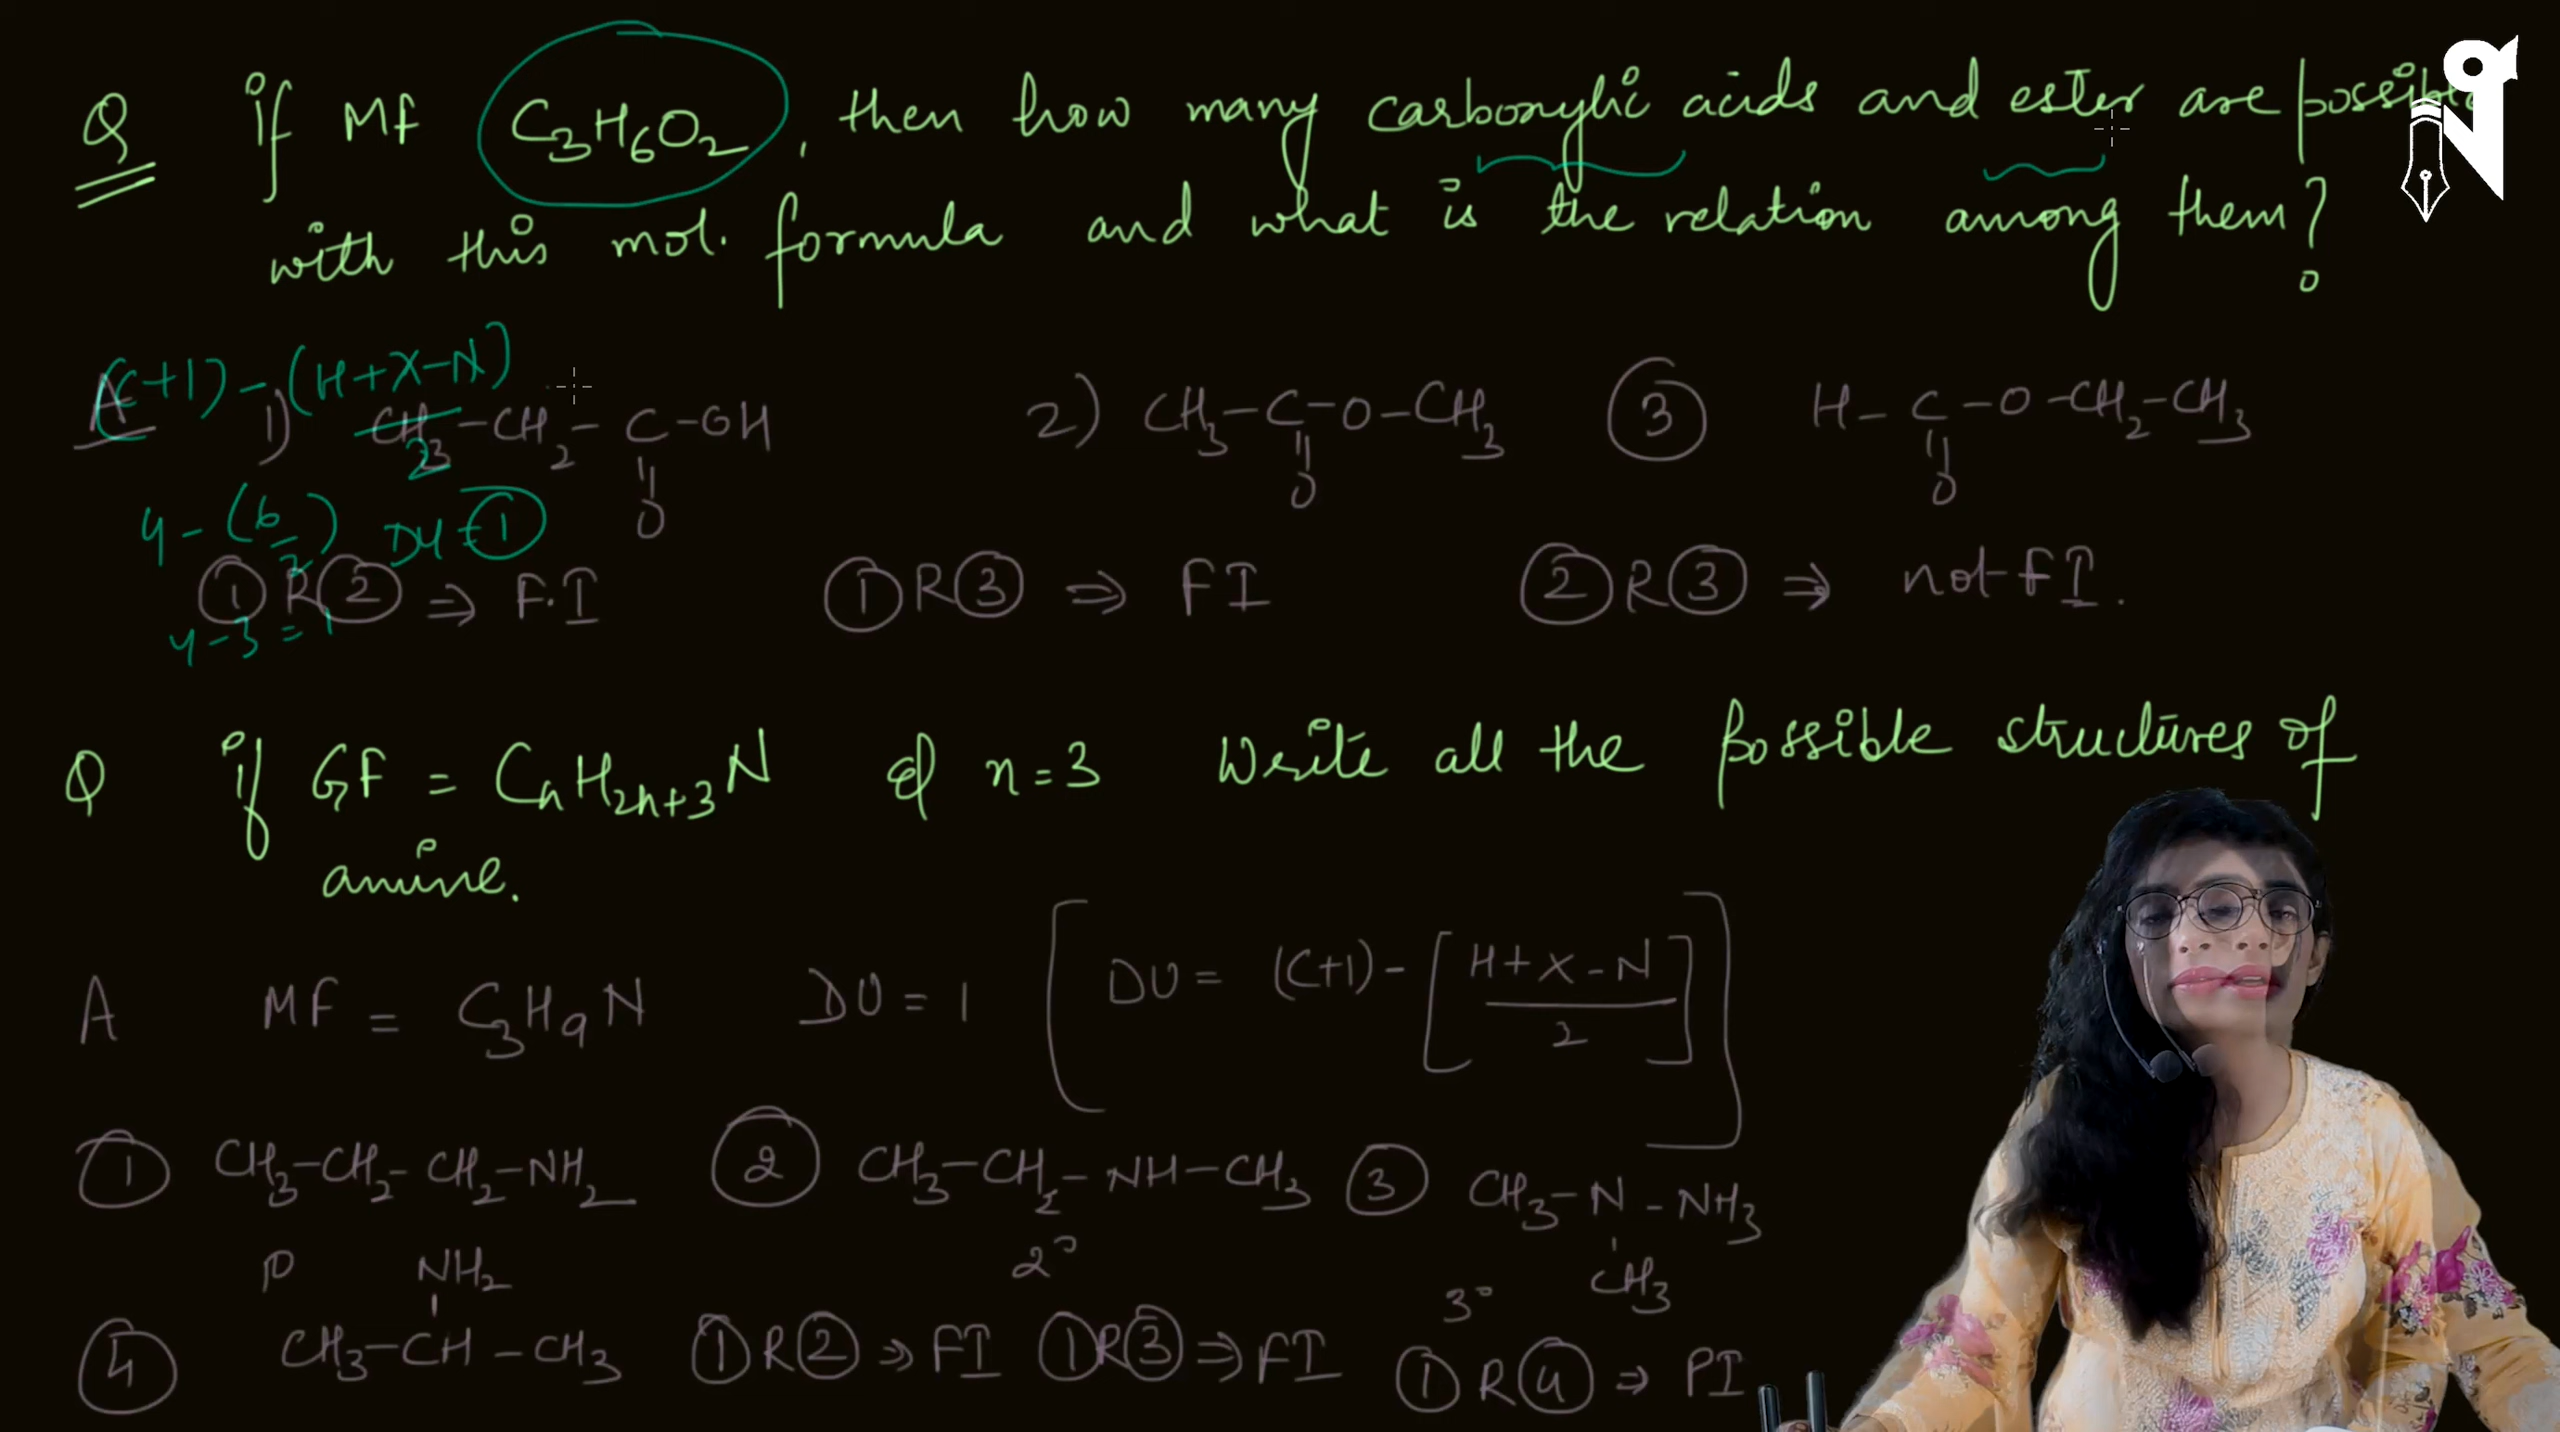 Q if Mf C3H6O2, then how many carboxylic acids and ester are possible
with this mol. formula and what is the relation among them?
A (C+1) - (H+X-N)
2
1) CH3-CH2-C-OH
O
2) CH3-C-O-CH3
O
3 H-C-O-CH2-CH3
O
4 - (6/2) DU = 1
4-3 = 1
1 R 2 ⇒ F.I
1 R 3 ⇒ FI
2 R 3 ⇒ not FI.
Q if GF = CnH2n+3N & n=3 Write all the possible structures of
amine.
A MF = C3H9N DU = 1 [DU = (C+1) - [H+X-N / 2]]
1 CH3-CH2-CH2-NH2
2 CH3-CH2-NH-CH3
2°
3 CH3-N-NH3
CH3
3°
NH2
4 CH3-CH-CH3
1 R 2 ⇒ FI 1 R 3 ⇒ FI 1 R 4 ⇒ PI